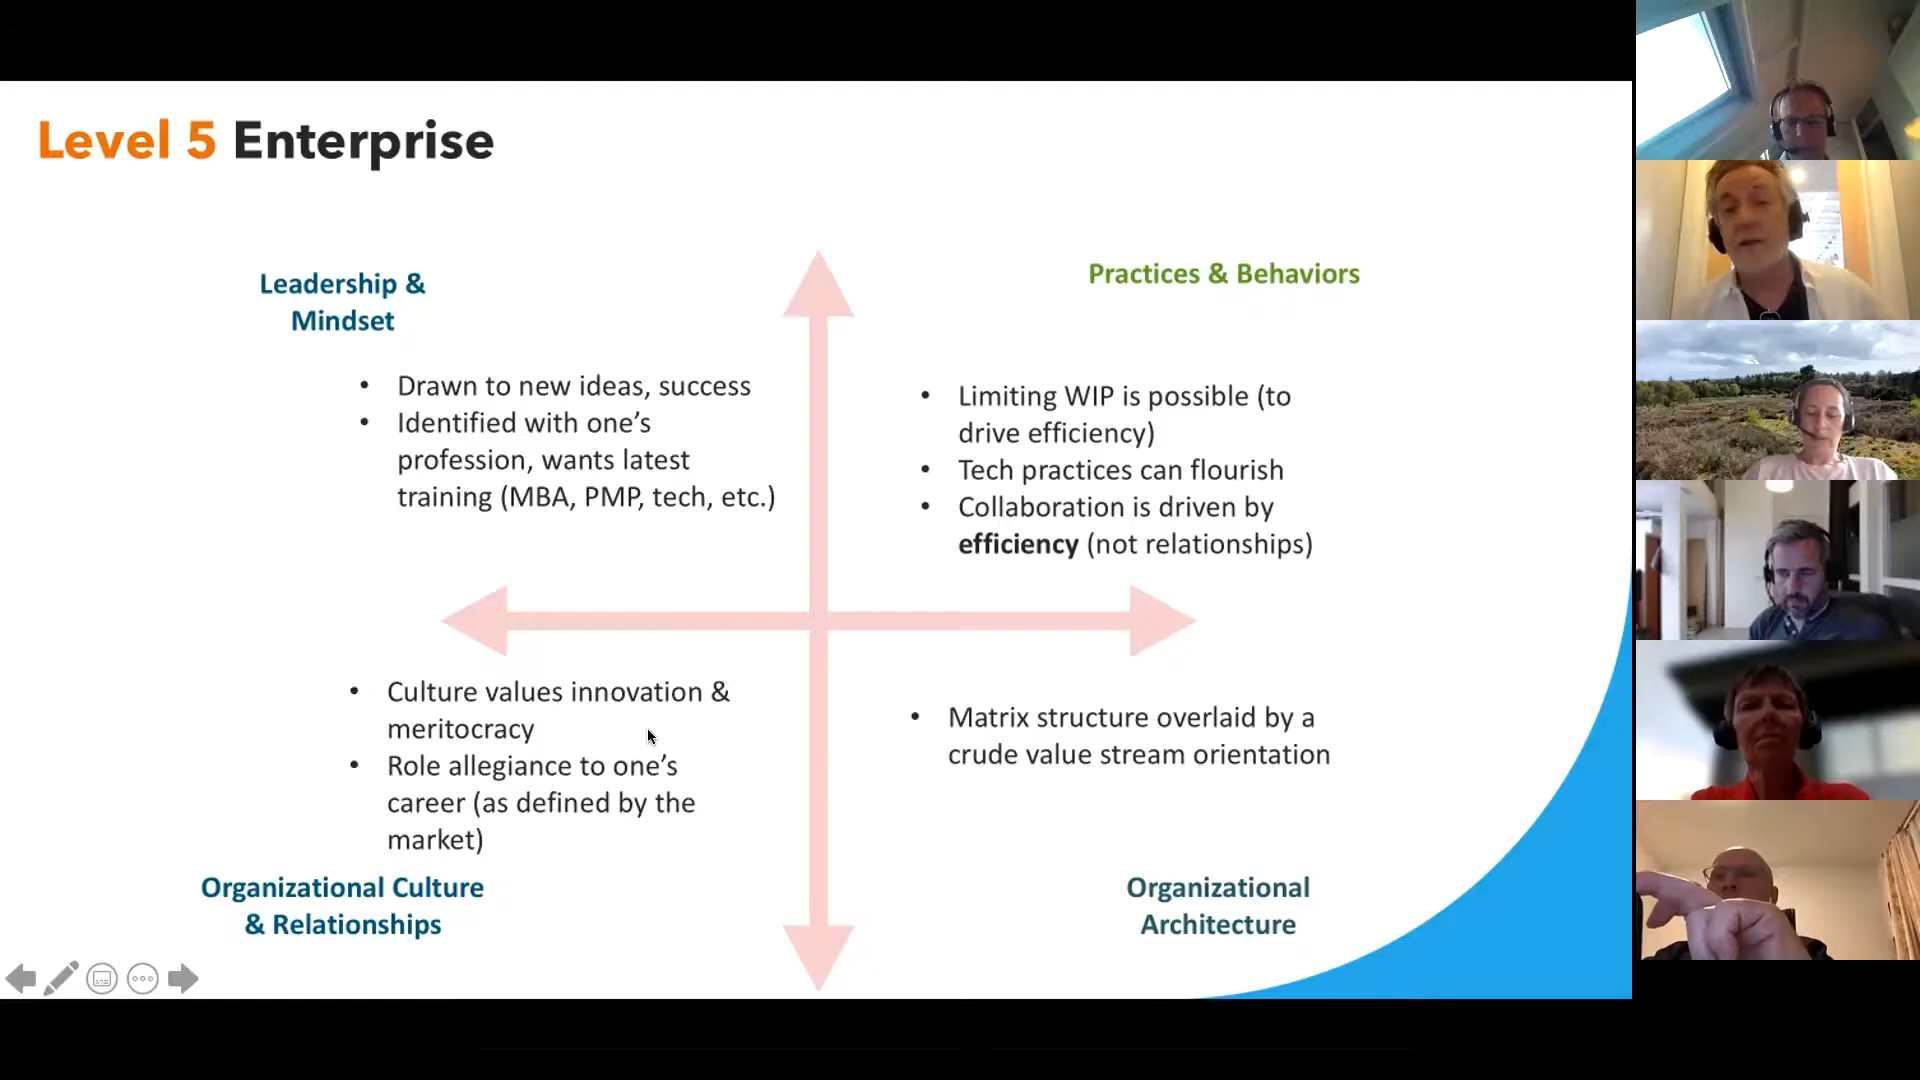 Level 5 Enterprise
Leadership &
Mindset
• Drawn to new ideas, success
• Identified with one’s
profession, wants latest
training (MBA, PMP, tech, etc.)
Practices & Behaviors
• Limiting WIP is possible (to
drive efficiency)
• Tech practices can flourish
• Collaboration is driven by
efficiency (not relationships)
• Culture values innovation &
meritocracy
• Role allegiance to one’s
career (as defined by the
market)
Organizational Culture
& Relationships
• Matrix structure overlaid by a
crude value stream orientation
Organizational
Architecture